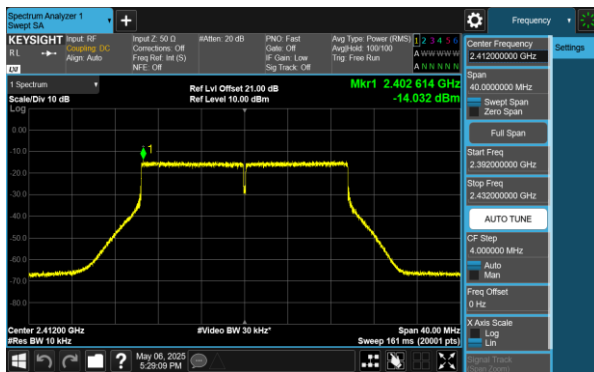 Spectrum Analyzer 1
Swept SA
Frequency
KEYSIGHT
RL
Input: RF
Coupling: DC
Align: Auto
Input Z: 50 Ω
Corrections: Off
Freq Ref: Int (S)
NFE: Off
#Atten: 20 dB
PNO: Fast
Gate: Off
IF Gain: Low
Sig Track: Off
Avg Type: Power (RMS)
Avg|Hold: 100/100
Trig: Free Run
1 2 3 4 5 6
A W W W W W
A N N N N N
LXI
1 Spectrum
Scale/Div 10 dB
Ref Lvl Offset 21.00 dB
Ref Level 10.00 dBm
Mkr1 2.402 614 GHz
-14.032 dBm
Log
0.00
-10.0
-20.0
-30.0
-40.0
-50.0
-60.0
-70.0
-80.0
1
Center 2.41200 GHz
#Res BW 10 kHz
#Video BW 30 kHz*
Span 40.00 MHz
Sweep 161 ms (20001 pts)
May 06, 2025
5:29:09 PM
Center Frequency
2.412000000 GHz
Span
40.0000000 MHz
Swept Span
Zero Span
Full Span
Start Freq
2.392000000 GHz
Stop Freq
2.432000000 GHz
AUTO TUNE
CF Step
4.000000 MHz
Auto
Man
Freq Offset
0 Hz
X Axis Scale
Log
Lin
Signal Track
(Span Zoom)
Settings